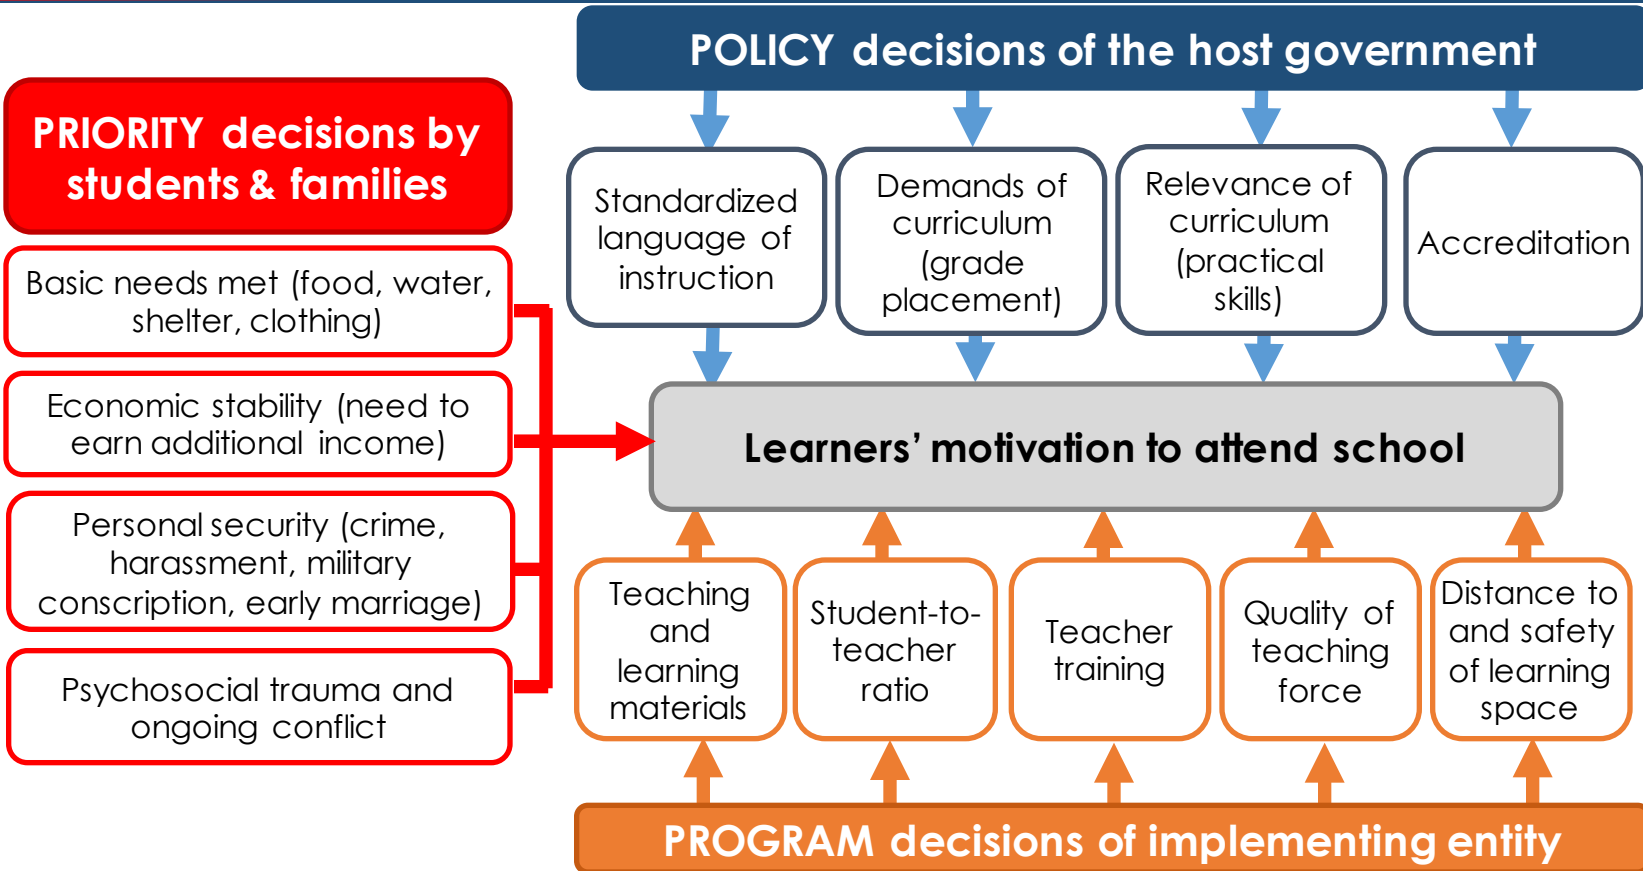 POLICY decisions of the host government
PRIORITY decisions by
students & families
Basic needs met (food, water,
shelter, clothing)
Economic stability (need to
earn additional income)
Personal security (crime,
harassment, military
conscription, early marriage)
Psychosocial trauma and
ongoing conflict
Standardized
language of
instruction
Demands of
curriculum
(grade
placement)
Relevance of
curriculum
(practical
skills)
Accreditation
Learners’ motivation to attend school
Teaching
and
learning
materials
Student-to-
teacher
ratio
Teacher
training
Quality of
teaching
force
Distance to
and safety
of learning
space
PROGRAM decisions of implementing entity